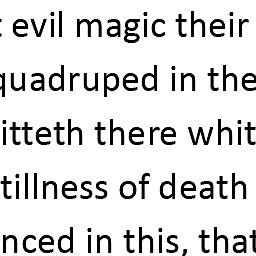 evil magic their
quadruped in the
itteth there whit
tillness of death
nced in this, that